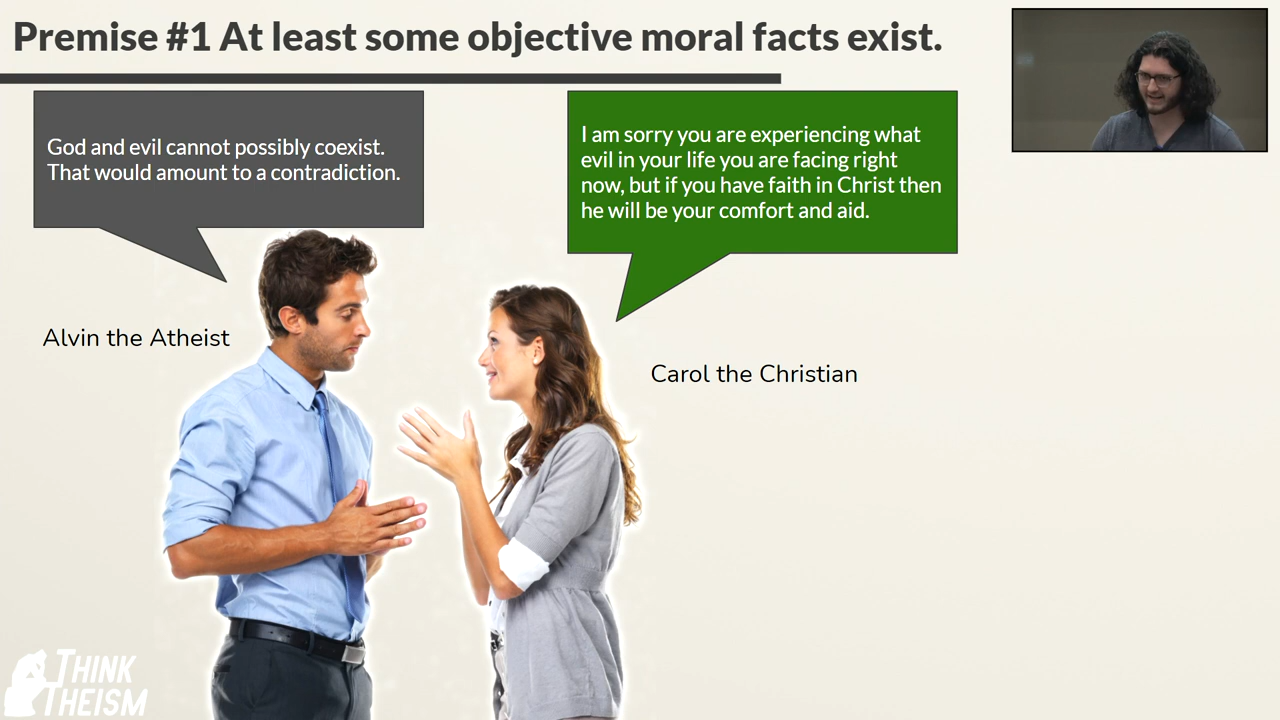 Premise #1 At least some objective moral facts exist.
God and evil cannot possibly coexist.
That would amount to a contradiction.
I am sorry you are experiencing what
evil in your life you are facing right
now, but if you have faith in Christ then
he will be your comfort and aid.
Alvin the Atheist
Carol the Christian
THINK
THEISM